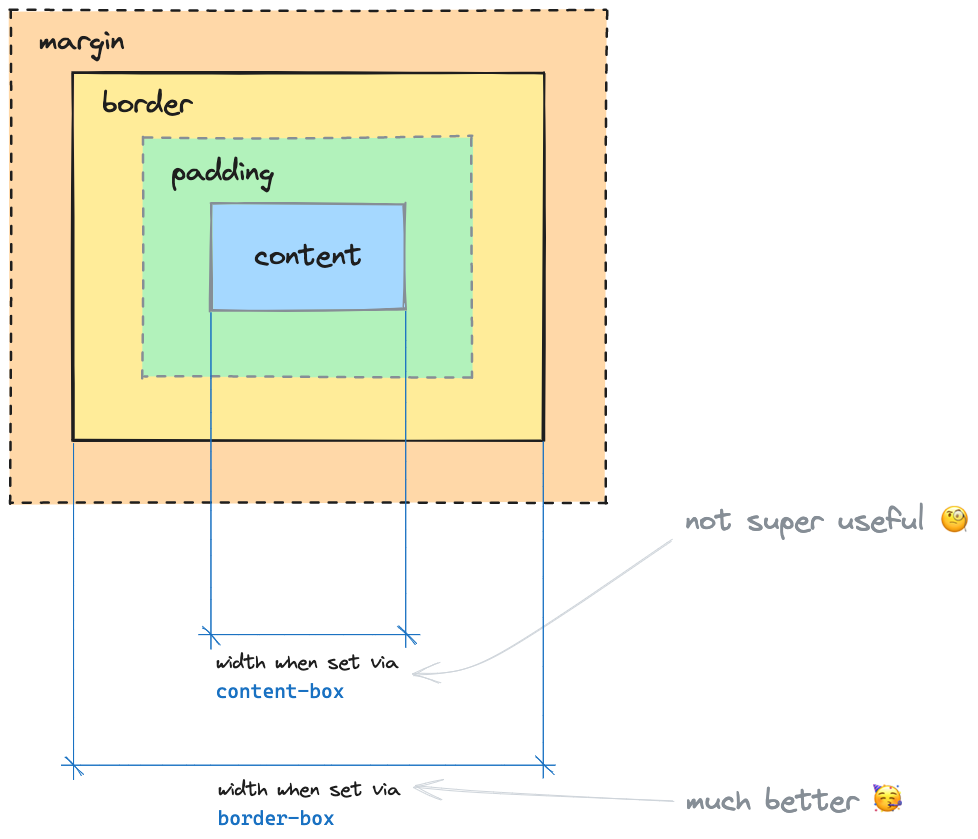 margin
border
padding
content
not super useful 🧐
width when set via
content-box
width when set via
border-box
much better 🥳